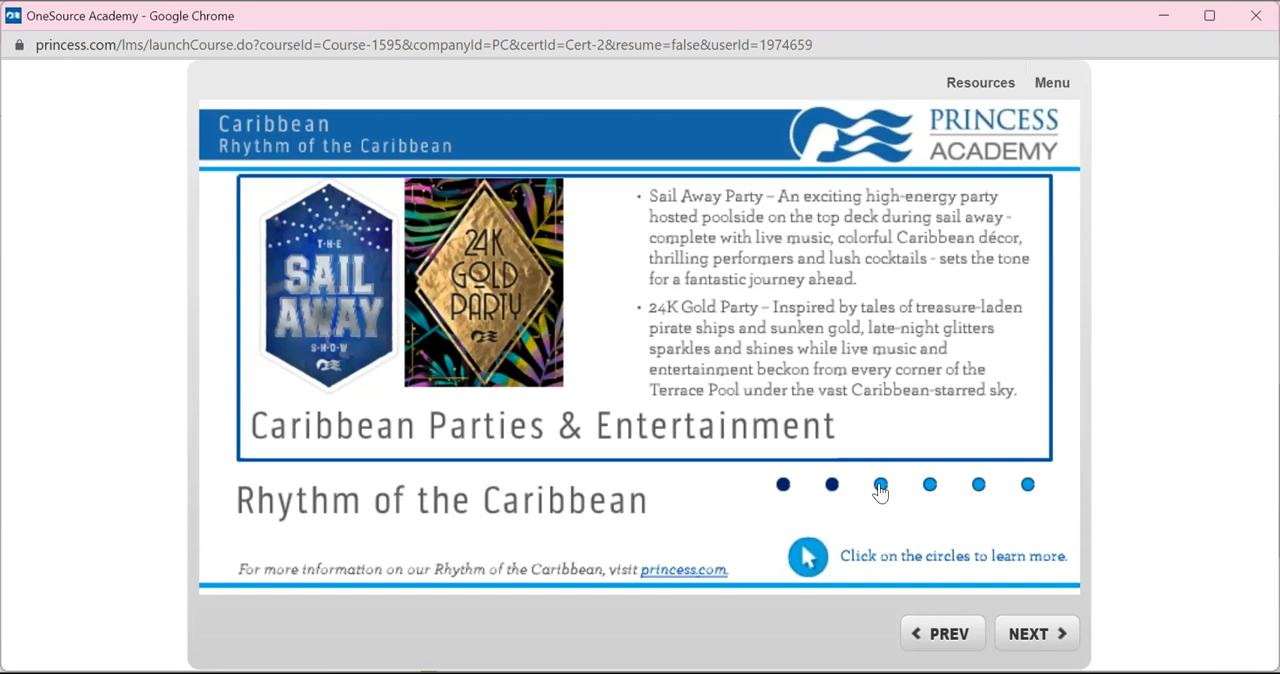 OneSource Academy - Google Chrome
princess.com/lms/launchCourse.do?courseId=Course-1595&companyId=PC&certId=Cert-2&resume=false&userId=1974659
Resources Menu
Caribbean
Rhythm of the Caribbean
PRINCESS
ACADEMY
T·H·E
SAIL
AWAY
S·H·O·W
24K
GOLD
PARTY
• Sail Away Party – An exciting high-energy party
hosted poolside on the top deck during sail away -
complete with live music, colorful Caribbean décor,
thrilling performers and lush cocktails - sets the tone
for a fantastic journey ahead.
• 24K Gold Party – Inspired by tales of treasure-laden
pirate ships and sunken gold, late-night glitters
sparkles and shines while live music and
entertainment beckon from every corner of the
Terrace Pool under the vast Caribbean-starred sky.
Caribbean Parties & Entertainment
Rhythm of the Caribbean
Click on the circles to learn more.
For more information on our Rhythm of the Caribbean, visit princess.com.
PREV
NEXT